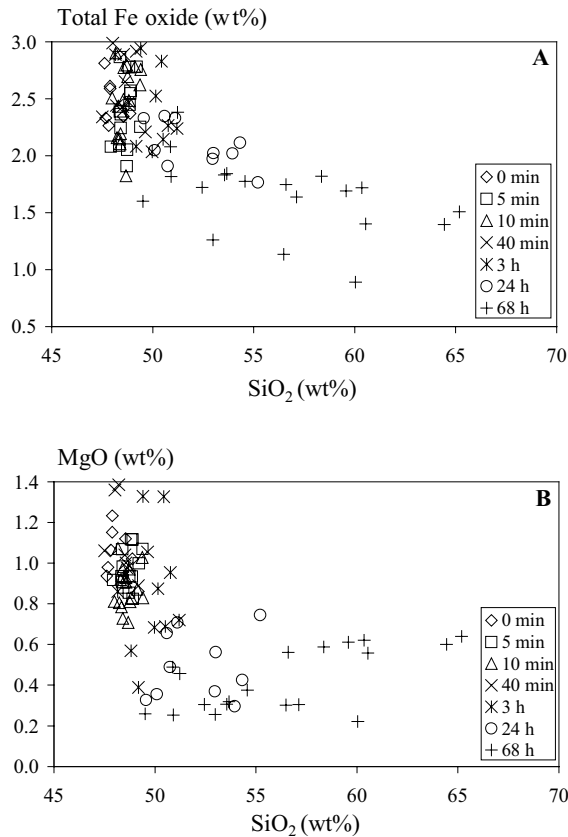 Total Fe oxide (wt%)
3.0
A
2.5
2.0
1.5
1.0
0.5
0 min
5 min
10 min
40 min
3 h
24 h
68 h
45 50 55 60 65 70
SiO₂ (wt%)
MgO (wt%)
1.4
B
1.2
1.0
0.8
0.6
0.4
0.2
0.0
0 min
5 min
10 min
40 min
3 h
24 h
68 h
45 50 55 60 65 70
SiO₂ (wt%)